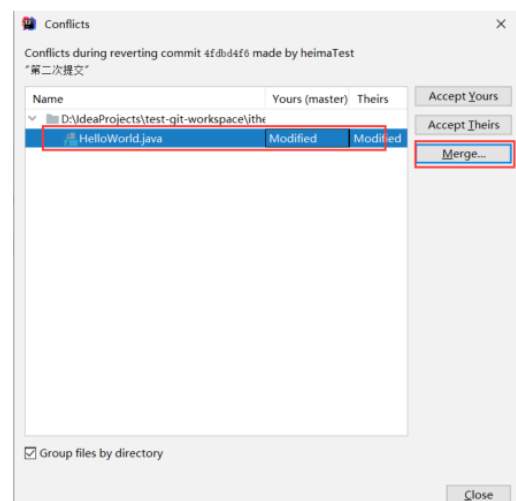 Conflicts
Conflicts during reverting commit 4fdbd4f6 made by heimaTest
"第二次提交"
Name Yours (master) Theirs
D:\IdeaProjects\test-git-workspace\ithe
HelloWorld.java Modified Modified
Accept Yours
Accept Theirs
Merge...
Group files by directory
Close